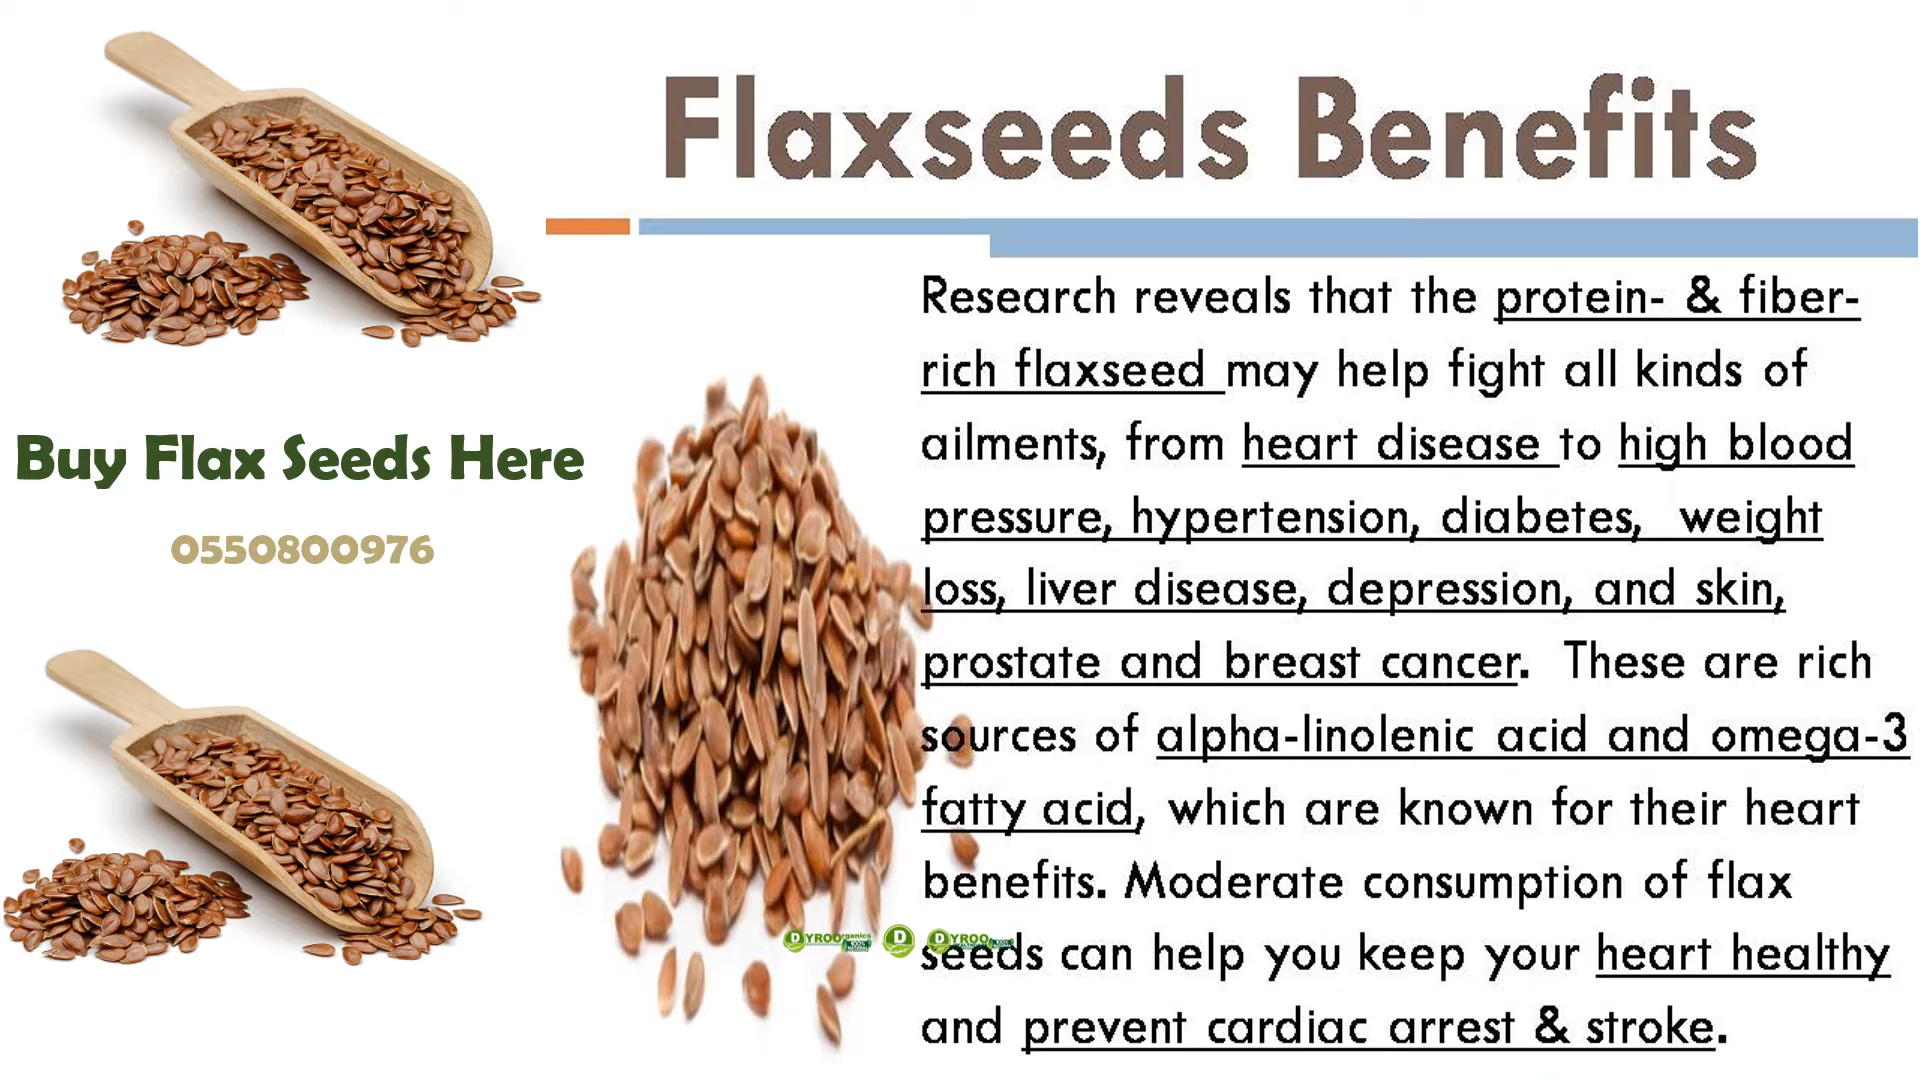 Flaxseeds Benefits
Buy Flax Seeds Here
0550800976
Research reveals that the protein- & fiber-
rich flaxseed may help fight all kinds of
ailments, from heart disease to high blood
pressure, hypertension, diabetes, weight
loss, liver disease, depression, and skin,
prostate and breast cancer. These are rich
sources of alpha-linolenic acid and omega-3
fatty acid, which are known for their heart
benefits. Moderate consumption of flax
seeds can help you keep your heart healthy
and prevent cardiac arrest & stroke.
DYROOrganics
D
DYROO